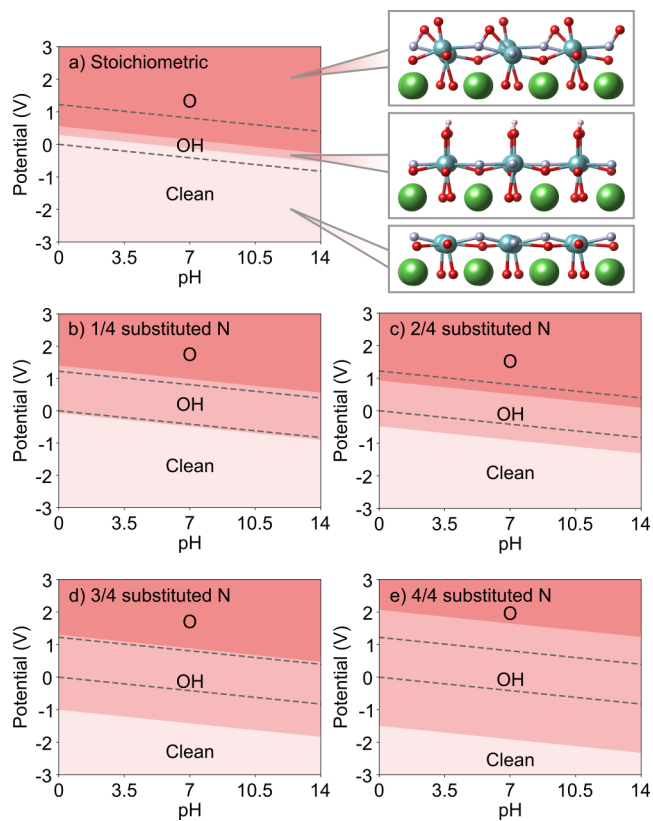 a) Stoichiometric
Potential (V)
3
2
1
0
-1
-2
-3
O
OH
Clean
0
3.5
7
10.5
14
pH
b) 1/4 substituted N
Potential (V)
3
2
1
0
-1
-2
-3
O
OH
Clean
0
3.5
7
10.5
14
pH
c) 2/4 substituted N
Potential (V)
3
2
1
0
-1
-2
-3
O
OH
Clean
0
3.5
7
10.5
14
pH
d) 3/4 substituted N
Potential (V)
3
2
1
0
-1
-2
-3
O
OH
Clean
0
3.5
7
10.5
14
pH
e) 4/4 substituted N
Potential (V)
3
2
1
0
-1
-2
-3
O
OH
Clean
0
3.5
7
10.5
14
pH